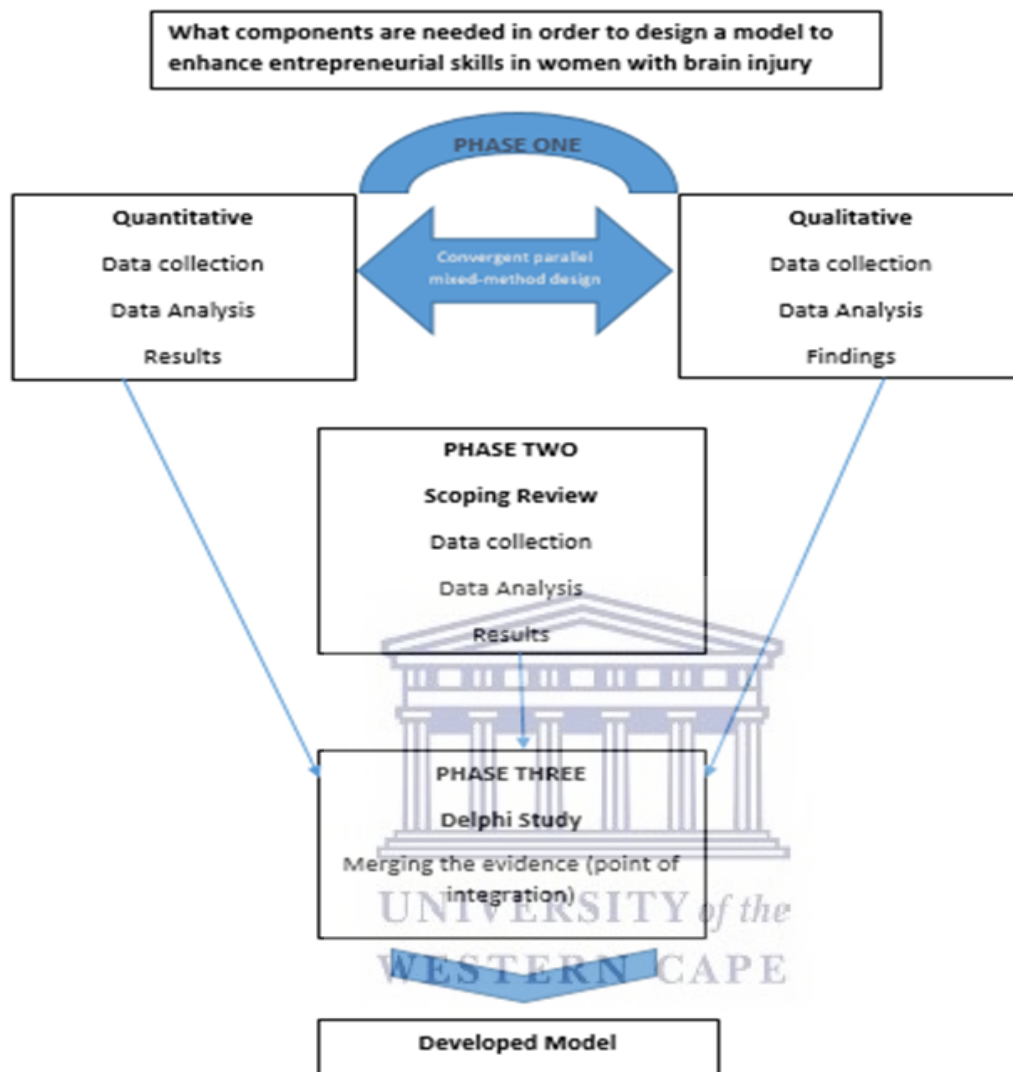 What components are needed in order to design a model to
enhance entrepreneurial skills in women with brain injury
PHASE ONE
Quantitative
Data collection
Data Analysis
Results
Convergent parallel
mixed-method design
Qualitative
Data collection
Data Analysis
Findings
PHASE TWO
Scoping Review
Data collection
Data Analysis
Results
PHASE THREE
Delphi Study
Merging the evidence (point of
integration)
UNIVERSITY of the
WESTERN CAPE
Developed Model